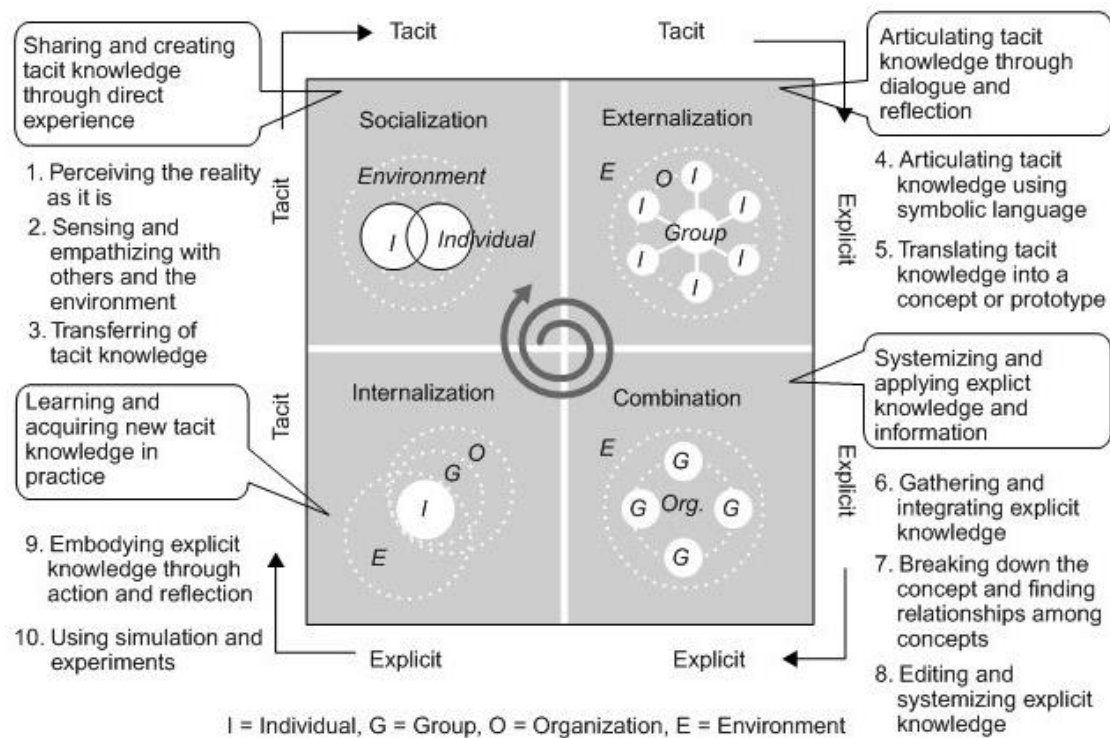 Sharing and creating
tacit knowledge
through direct
experience
Tacit
Tacit
Articulating tacit
knowledge through
dialogue and
reflection
1. Perceiving the reality
as it is
2. Sensing and
empathizing with
others and the
environment
3. Transferring of
tacit knowledge
Tacit
Socialization
Environment
I
Individual
Externalization
E
O
I
I
I
Group
I
I
I
Explicit
4. Articulating tacit
knowledge using
symbolic language
5. Translating tacit
knowledge into a
concept or prototype
Learning and
acquiring new tacit
knowledge in
practice
9. Embodying explicit
knowledge through
action and reflection
10. Using simulation and
experiments
Tacit
Internalization
O
G
I
E
Combination
E
G
G
Org.
G
G
Explicit
Systemizing and
applying explict
knowledge and
information
6. Gathering and
integrating explicit
knowledge
7. Breaking down the
concept and finding
relationships among
concepts
8. Editing and
systemizing explicit
knowledge
Explicit
Explicit
I = Individual, G = Group, O = Organization, E = Environment